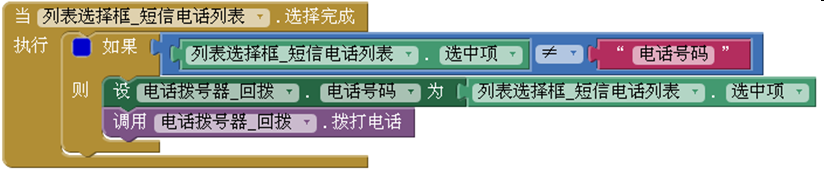 当 列表选择框_短信电话列表 .选择完成
执行 如果 列表选择框_短信电话列表 . 选中项 ≠ “ 电话号码 ”
则 设 电话拨号器_回拨 . 电话号码 为 列表选择框_短信电话列表 . 选中项
调用 电话拨号器_回拨 .拨打电话